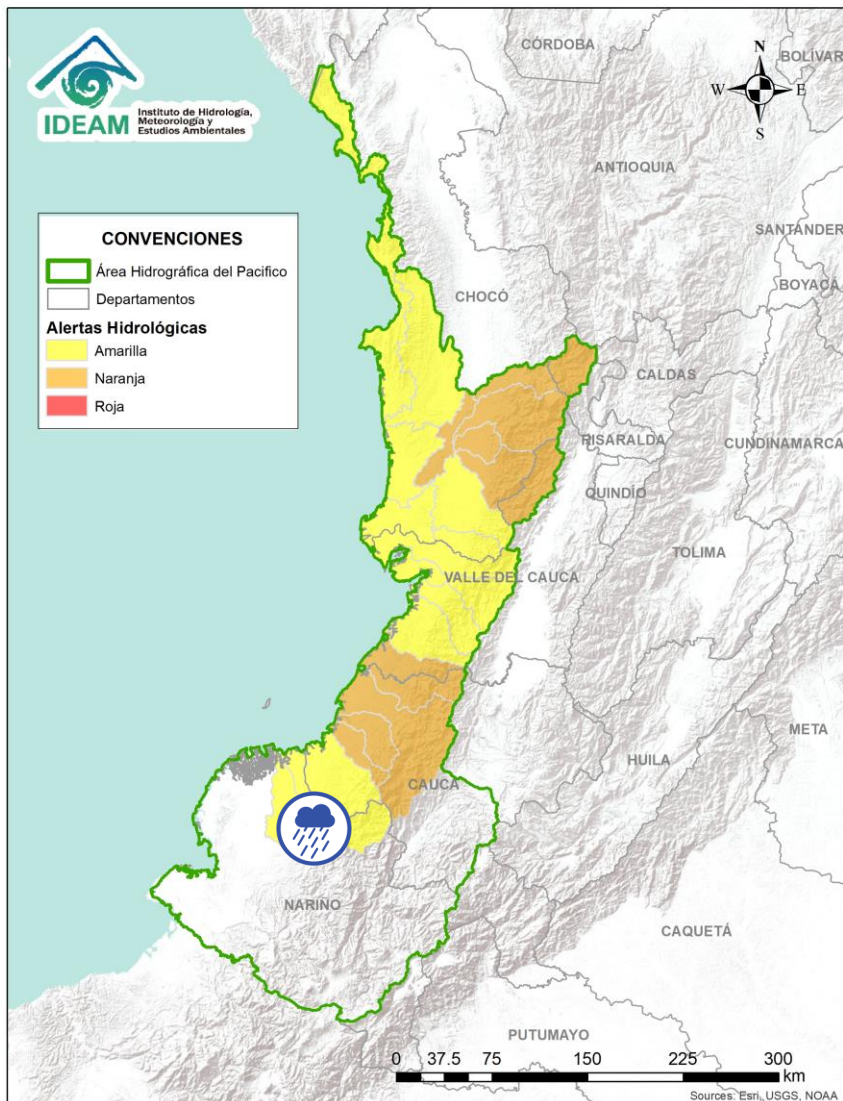 IDEAM
Instituto de Hidrología,
Meteorología y
Estudios Ambientales
CÓRDOBA
BOLÍVAR
N
W
E
S
ANTIOQUIA
SANTANDER
BOYACÁ
CONVENCIONES
Área Hidrográfica del Pacifico
Departamentos
Alertas Hidrológicas
Amarilla
Naranja
Roja
CHOCÓ
CALDAS
RISARALDA
CUNDINAMARCA
QUINDÍO
TOLIMA
VALLE DEL CAUCA
META
HUILA
CAUCA
NARIÑO
CAQUETÁ
PUTUMAYO
0 37.5 75 150 225 300
km
Sources: Esri, USGS, NOAA